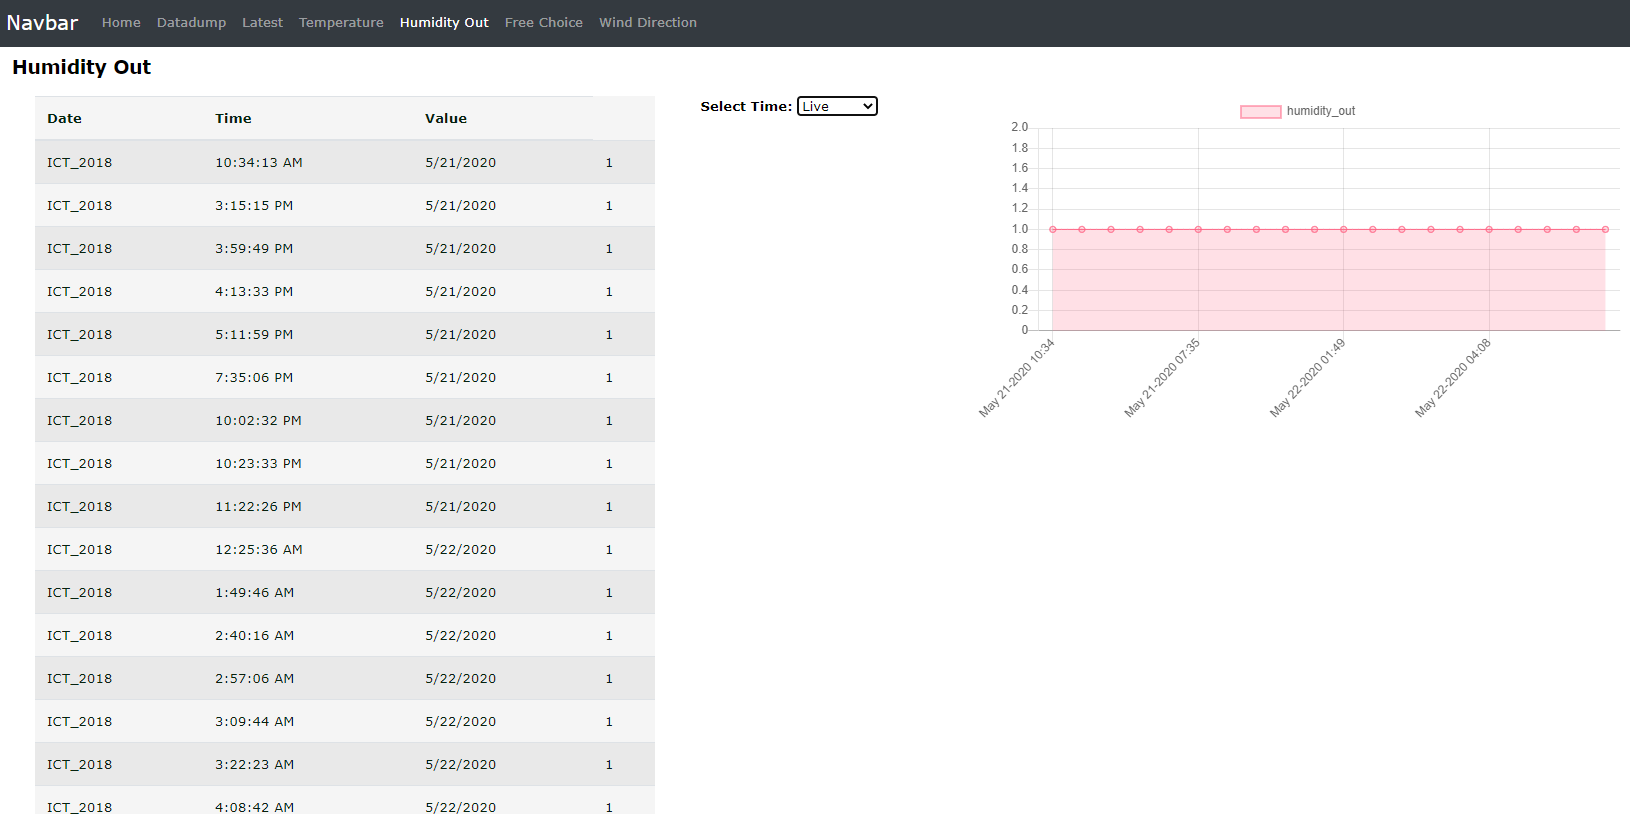 Navbar Home Datadump Latest Temperature Humidity Out Free Choice Wind Direction
Humidity Out
Date Time Value
ICT_2018 10:34:13 AM 5/21/2020 1
ICT_2018 3:15:15 PM 5/21/2020 1
ICT_2018 3:59:49 PM 5/21/2020 1
ICT_2018 4:13:33 PM 5/21/2020 1
ICT_2018 5:11:59 PM 5/21/2020 1
ICT_2018 7:35:06 PM 5/21/2020 1
ICT_2018 10:02:32 PM 5/21/2020 1
ICT_2018 10:23:33 PM 5/21/2020 1
ICT_2018 11:22:26 PM 5/21/2020 1
ICT_2018 12:25:36 AM 5/22/2020 1
ICT_2018 1:49:46 AM 5/22/2020 1
ICT_2018 2:40:16 AM 5/22/2020 1
ICT_2018 2:57:06 AM 5/22/2020 1
ICT_2018 3:09:44 AM 5/22/2020 1
ICT_2018 3:22:23 AM 5/22/2020 1
ICT_2018 4:08:42 AM 5/22/2020 1
Select Time: Live
humidity_out
2.0
1.8
1.6
1.4
1.2
1.0
0.8
0.6
0.4
0.2
0
May 21-2020 10:34
May 21-2020 07:35
May 22-2020 01:49
May 22-2020 04:08